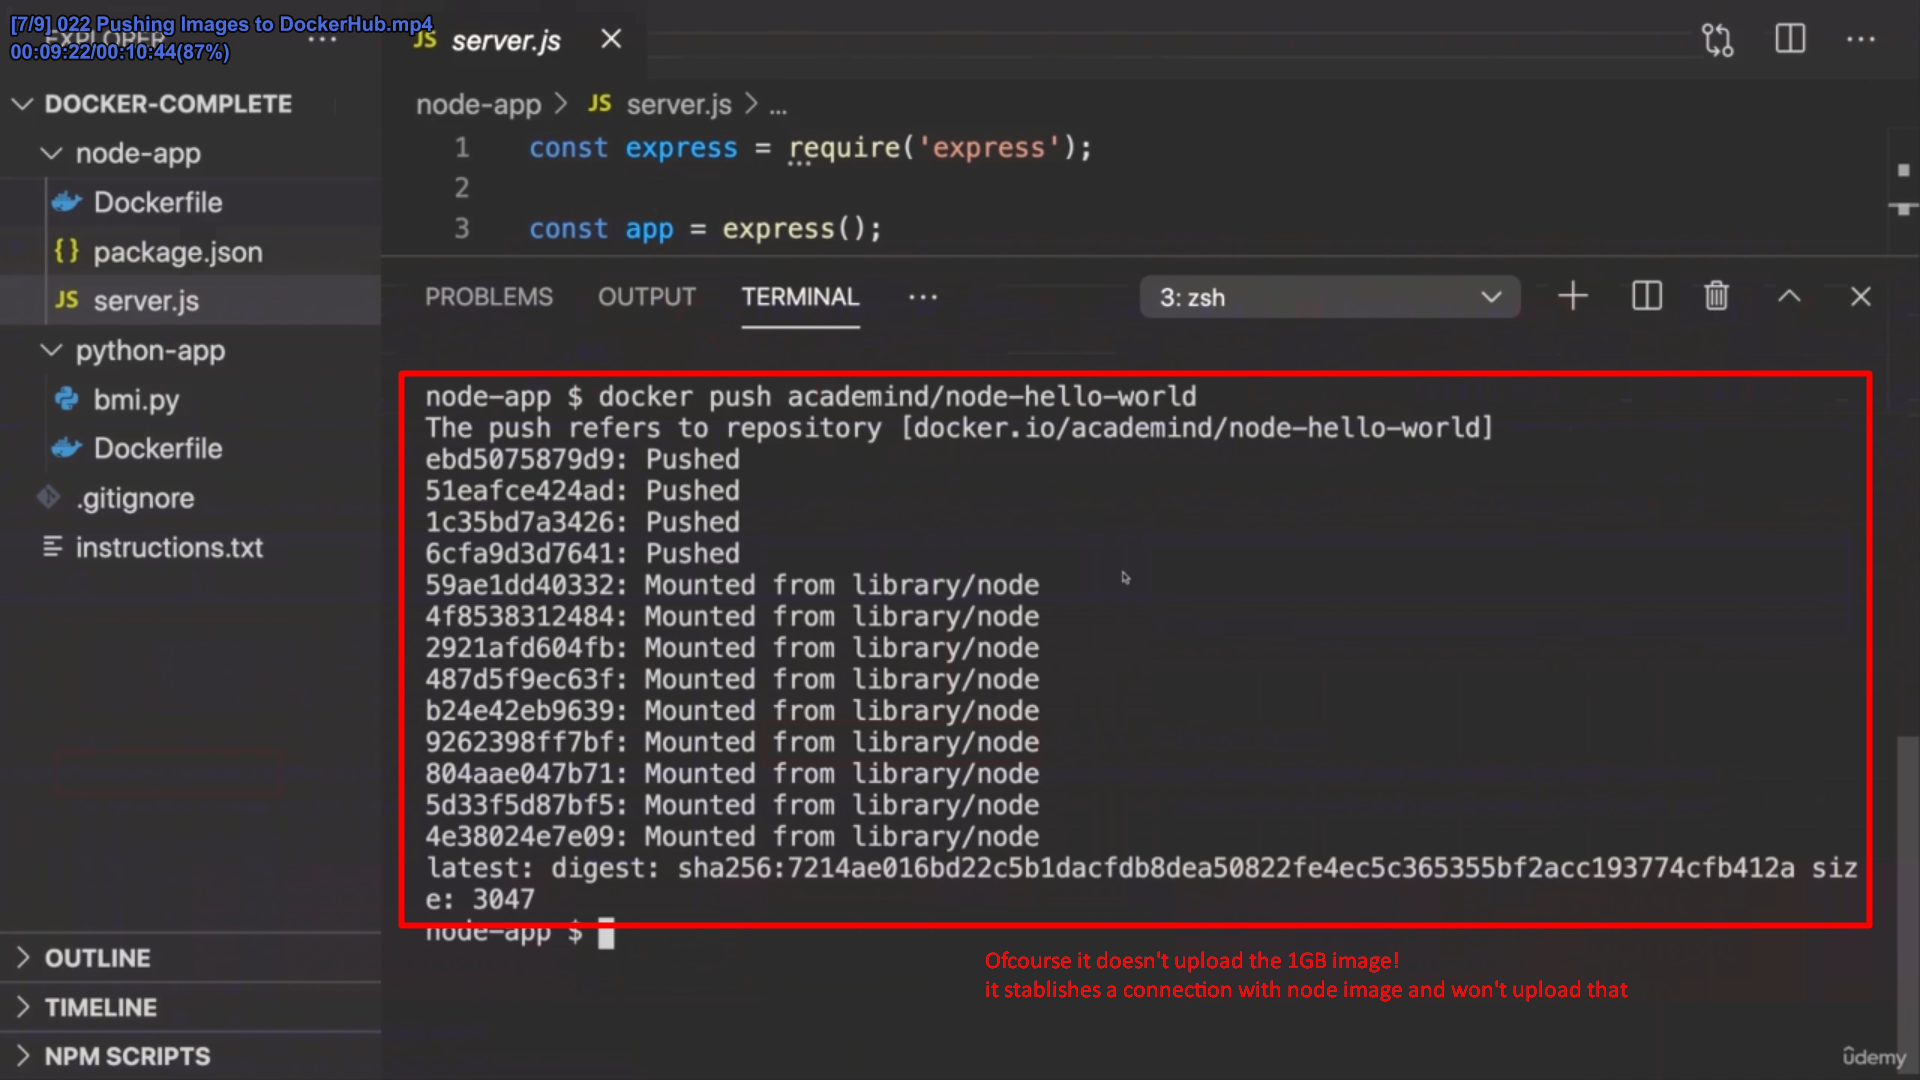 [7/9] 022 Pushing Images to DockerHub.mp4
00:09:22/00:10:44(87%)
EXPLORER
JS server.js
DOCKER-COMPLETE
node-app
Dockerfile
{} package.json
JS server.js
python-app
bmi.py
Dockerfile
.gitignore
instructions.txt
OUTLINE
TIMELINE
NPM SCRIPTS
node-app > JS server.js > ...
1 const express = require('express');
2
3 const app = express();
PROBLEMS OUTPUT TERMINAL ... 3: zsh
node-app $ docker push academind/node-hello-world
The push refers to repository [docker.io/academind/node-hello-world]
ebd5075879d9: Pushed
51eafce424ad: Pushed
1c35bd7a3426: Pushed
6cfa9d3d7641: Pushed
59ae1dd40332: Mounted from library/node
4f8538312484: Mounted from library/node
2921afd604fb: Mounted from library/node
487d5f9ec63f: Mounted from library/node
b24e42eb9639: Mounted from library/node
9262398ff7bf: Mounted from library/node
804aae047b71: Mounted from library/node
5d33f5d87bf5: Mounted from library/node
4e38024e7e09: Mounted from library/node
latest: digest: sha256:7214ae016bd22c5b1dacfdb8dea50822fe4ec5c365355bf2acc193774cfb412a siz
e: 3047
node-app $
Ofcourse it doesn't upload the 1GB image!
it stablishes a connection with node image and won't upload that
ûdemy